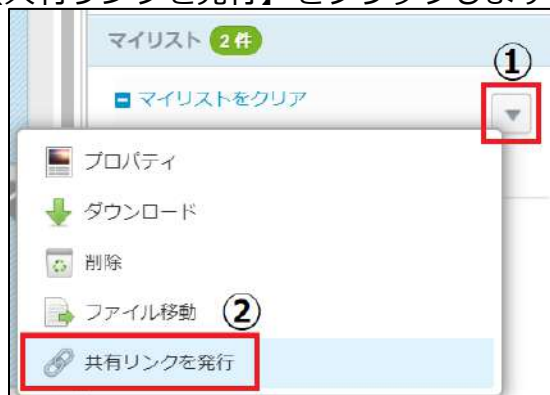 共有リンクを発行】をクリックします
マイリスト 2件
①
マイリストをクリア
プロパティ
ダウンロード
削除
ファイル移動 ②
共有リンクを発行